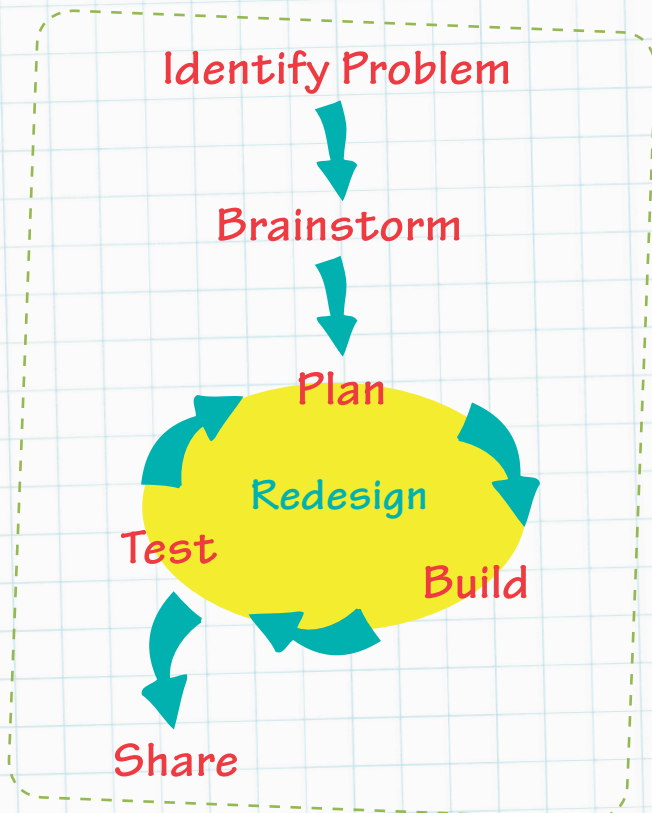 Identify Problem
Brainstorm
Plan
Redesign
Test
Build
Share